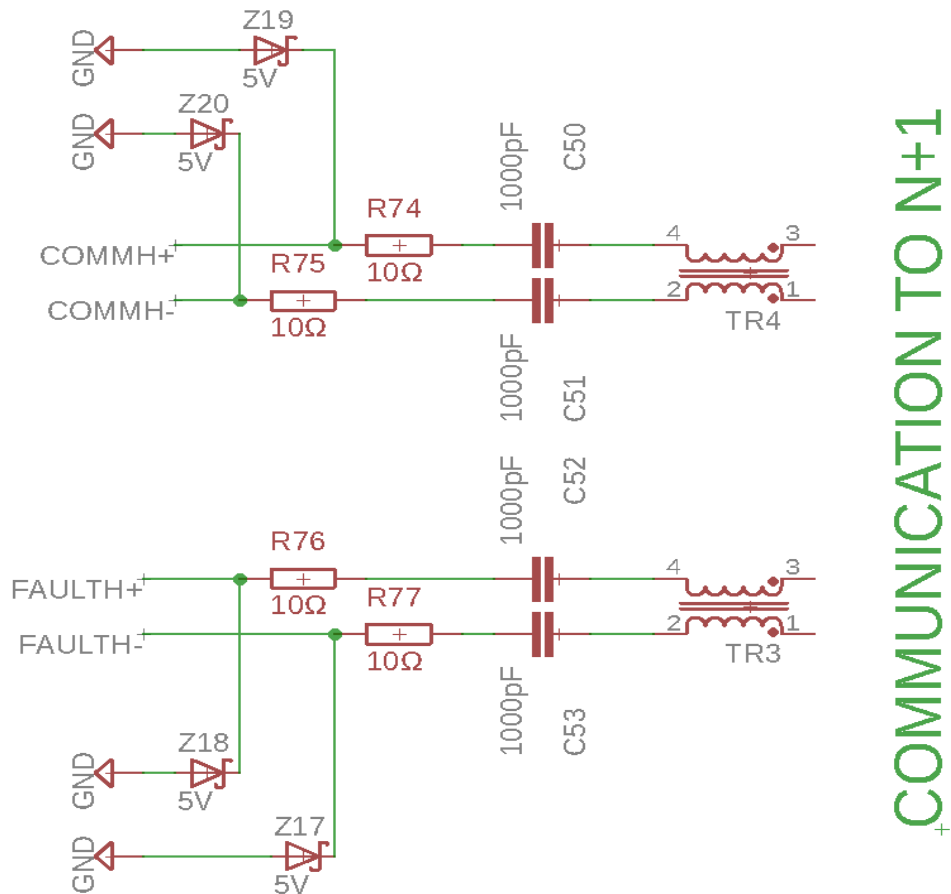 Z19
GND
5V
Z20
GND
5V
1000pF
C50
R74
4
3
COMMH+
R75
10Ω
2
1
COMMH-
10Ω
TR4
1000pF
C51
1000pF
C52
R76
4
3
FAULTH+
10Ω
R77
2
1
FAULTH-
10Ω
TR3
1000pF
C53
Z18
GND
5V
Z17
GND
5V
COMMUNICATION TO N+1